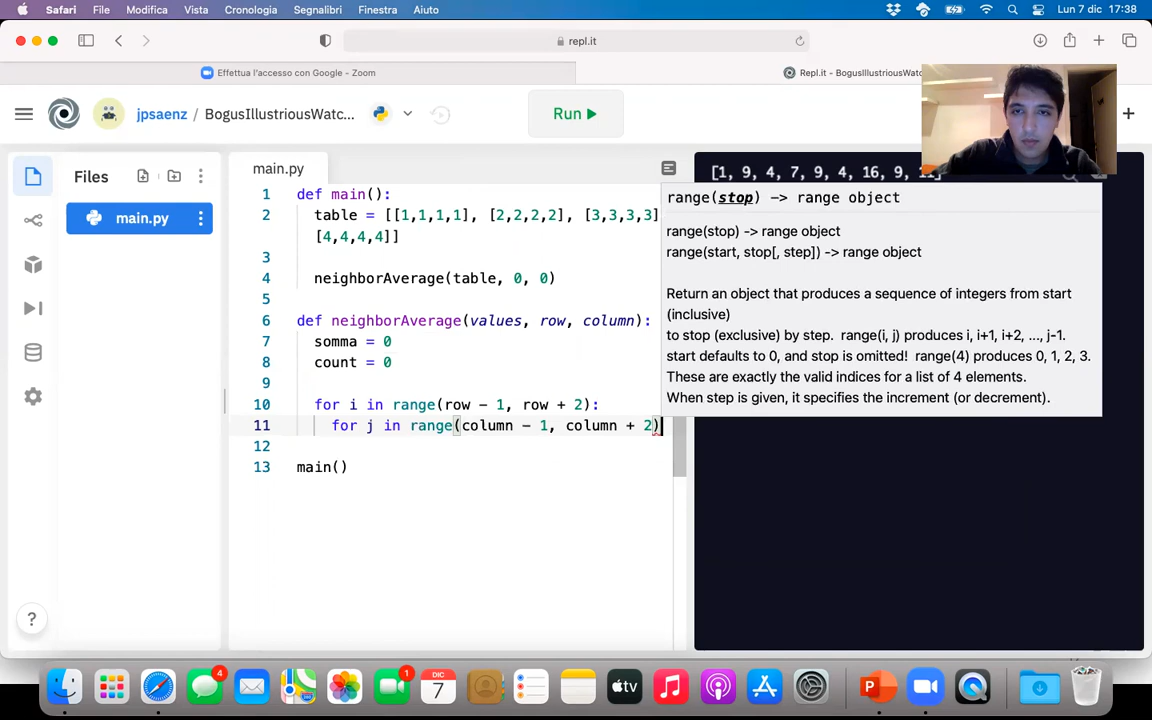 Safari File Modifica Vista Cronologia Segnalibri Finestra Aiuto Lun 7 dic 17:38
repl.it
Effettua l'accesso con Google - Zoom Repl.it - BogusIllustriousWatc
jpsaenz / BogusIllustriousWatc... Run
Files main.py
main.py
[1, 9, 4, 7, 9, 4, 16, 9, 11]
1 def main():
2 table = [[1,1,1,1], [2,2,2,2], [3,3,3,3]
[4,4,4,4]]
3
4 neighborAverage(table, 0, 0)
5
6 def neighborAverage(values, row, column):
7 somma = 0
8 count = 0
9
10 for i in range(row - 1, row + 2):
11 for j in range(column - 1, column + 2)
12
13 main()
range(stop) -> range object
range(stop) -> range object
range(start, stop[, step]) -> range object
Return an object that produces a sequence of integers from start
(inclusive)
to stop (exclusive) by step. range(i, j) produces i, i+1, i+2, ..., j-1.
start defaults to 0, and stop is omitted! range(4) produces 0, 1, 2, 3.
These are exactly the valid indices for a list of 4 elements.
When step is given, it specifies the increment (or decrement).
?
4
1
DIC
7
tv